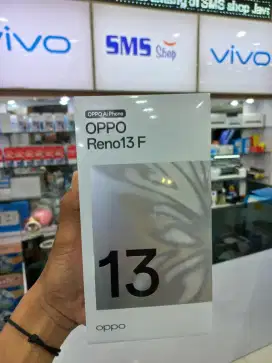 vivo
SMS
Shop
vivo
OPPO AI Phone
OPPO
Reno13 F
13
oppo